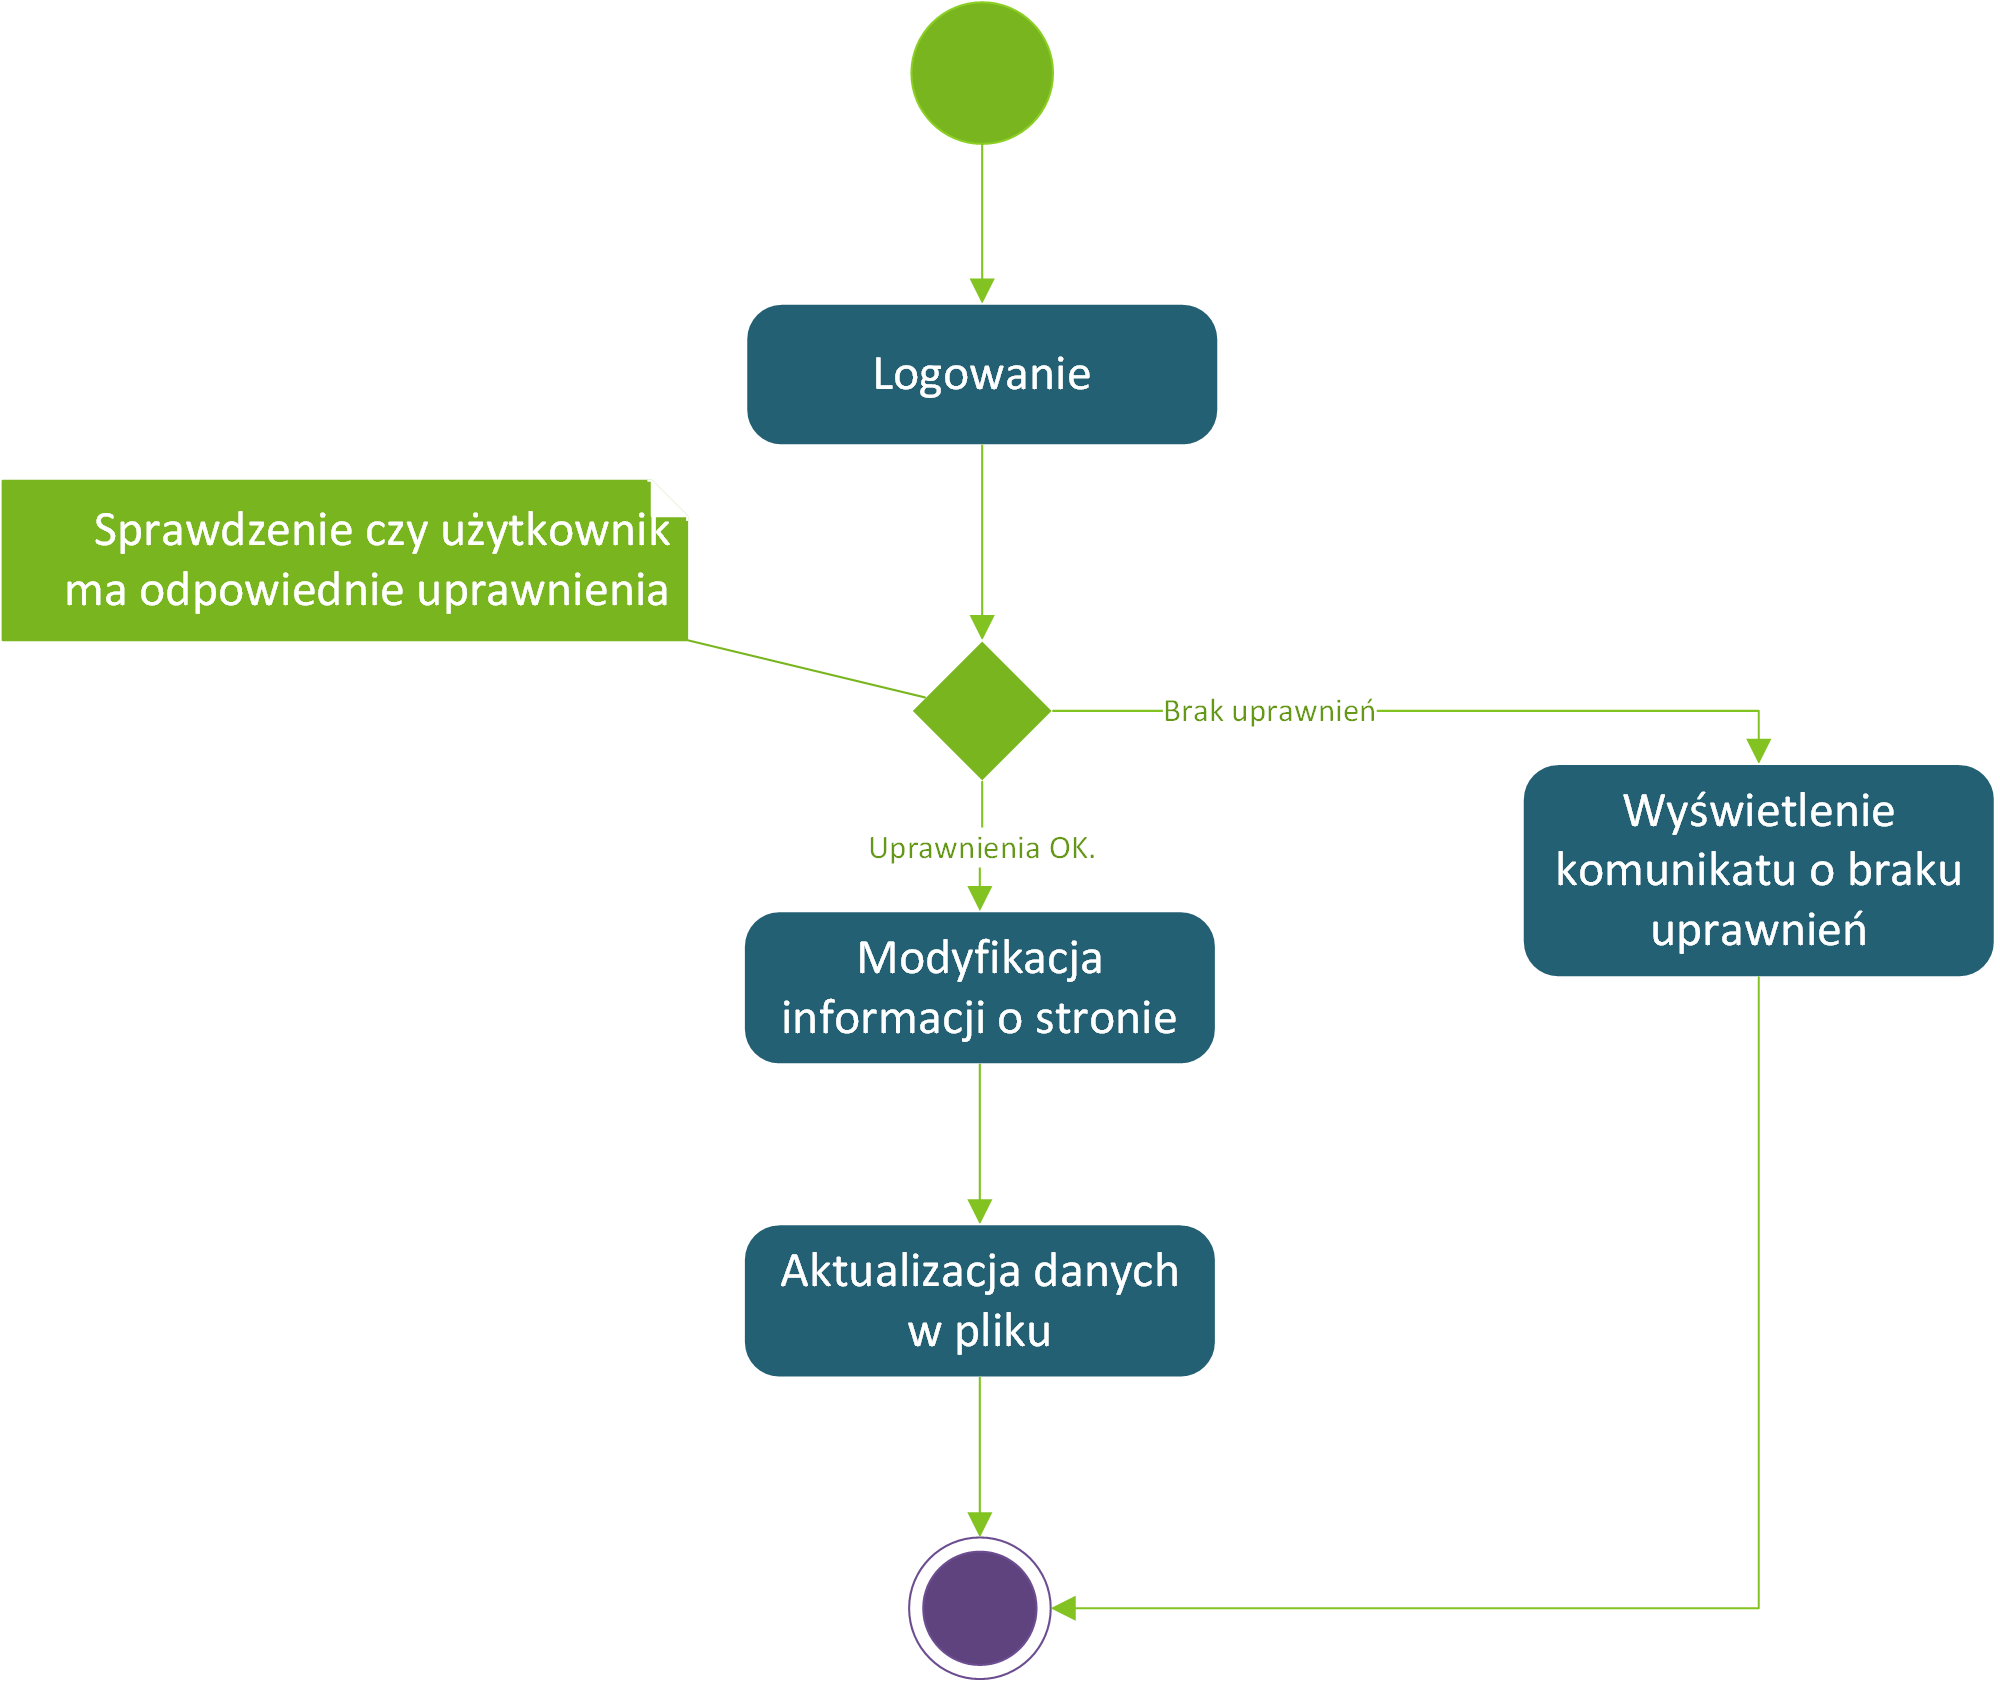 Logowanie
Sprawdzenie czy użytkownik
ma odpowiednie uprawnienia
Brak uprawnień
Uprawnienia OK.
Wyświetlenie
komunikatu o braku
uprawnień
Modyfikacja
informacji o stronie
Aktualizacja danych
w pliku